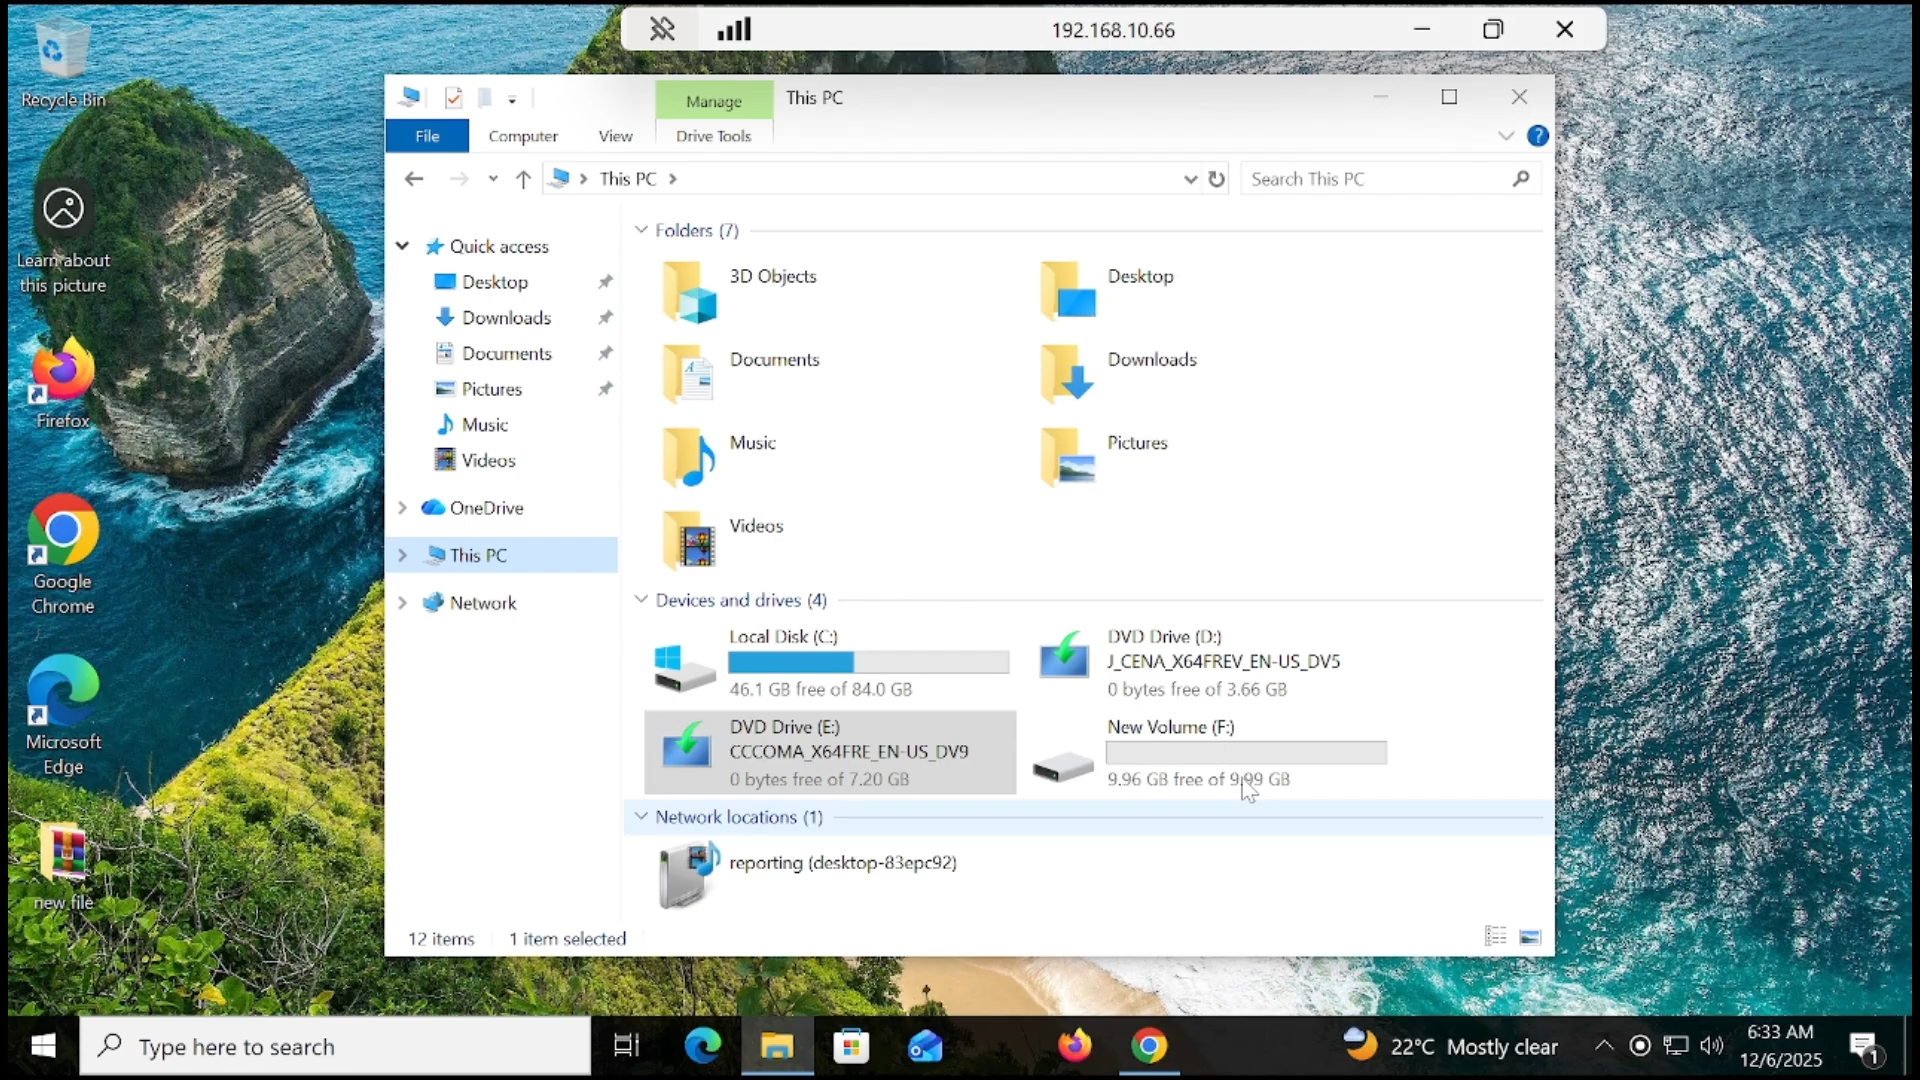 192.168.10.66
Recycle Bin
Learn about
this picture
Firefox
Google
Chrome
Microsoft
Edge
new file
Manage
This PC
File
Computer
View
Drive Tools
?
This PC
Search This PC
Quick access
Desktop
Downloads
Documents
Pictures
Music
Videos
OneDrive
This PC
Network
Folders (7)
3D Objects
Desktop
Documents
Downloads
Music
Pictures
Videos
Devices and drives (4)
Local Disk (C:)
46.1 GB free of 84.0 GB
DVD Drive (D:)
J_CENA_X64FREV_EN-US_DV5
0 bytes free of 3.66 GB
DVD Drive (E:)
CCCOMA_X64FRE_EN-US_DV9
0 bytes free of 7.20 GB
New Volume (F:)
9.96 GB free of 9.99 GB
Network locations (1)
reporting (desktop-83epc92)
12 items
1 item selected
Type here to search
22°C Mostly clear
6:33 AM
12/6/2025
1